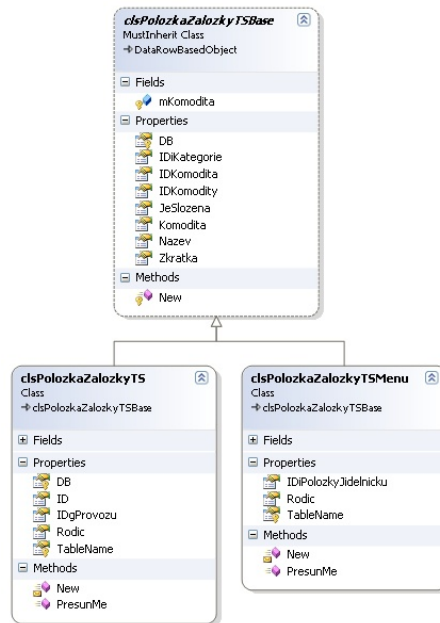 clsPolozkaZalozkyTSBase
MustInherit Class
DataRowBasedObject
Fields
mKomodita
Properties
DB
IDiKategorie
IDKomodita
IDKomodity
JeSlozena
Komodita
Nazev
Zkratka
Methods
New
clsPolozkaZalozkyTS
Class
clsPolozkaZalozkyTSBase
Fields
Properties
DB
ID
IDgProvozu
Rodic
TableName
Methods
New
PresunMe
clsPolozkaZalozkyTSMenu
Class
clsPolozkaZalozkyTSBase
Fields
Properties
IDiPolozkyJidelnicku
Rodic
TableName
Methods
New
PresunMe